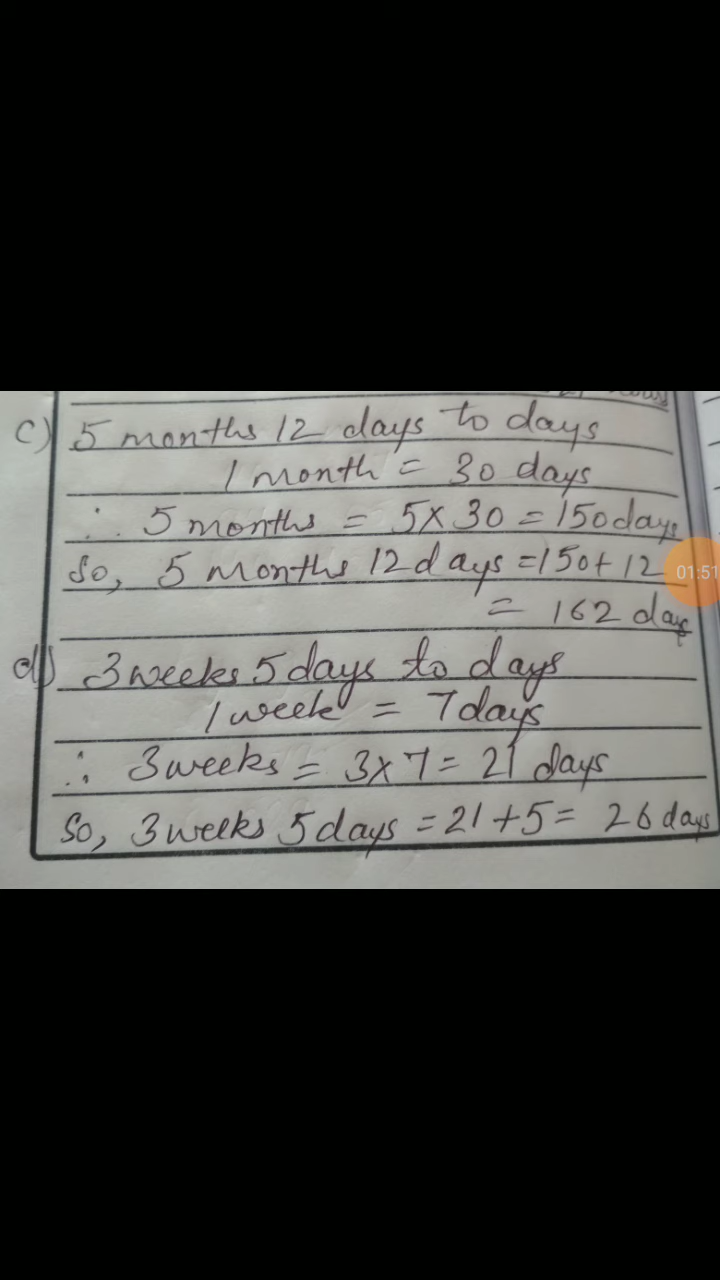 c) 5 months 12 days to days
1 month = 30 days
∴ 5 months = 5 x 30 = 150 days
So, 5 months 12 days = 150 + 12
01:51
= 162 days
d) 3 weeks 5 days to days
1 week = 7 days
∴ 3 weeks = 3 x 7 = 21 days
So, 3 weeks 5 days = 21 + 5 = 26 days